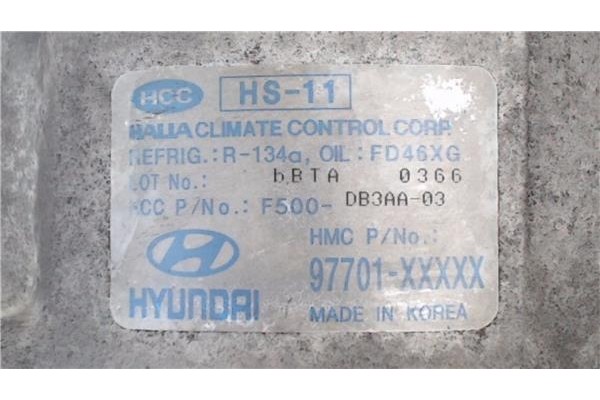 HCC HS-11
HALLA CLIMATE CONTROL CORP.
REFRIG.: R-134a, OIL: FD46XG
LOT No.: 6BTA 0366
HCC P/No.: F500-DB3AA-03
HMC P/No.:
97701-XXXXX
HYUNDAI MADE IN KOREA